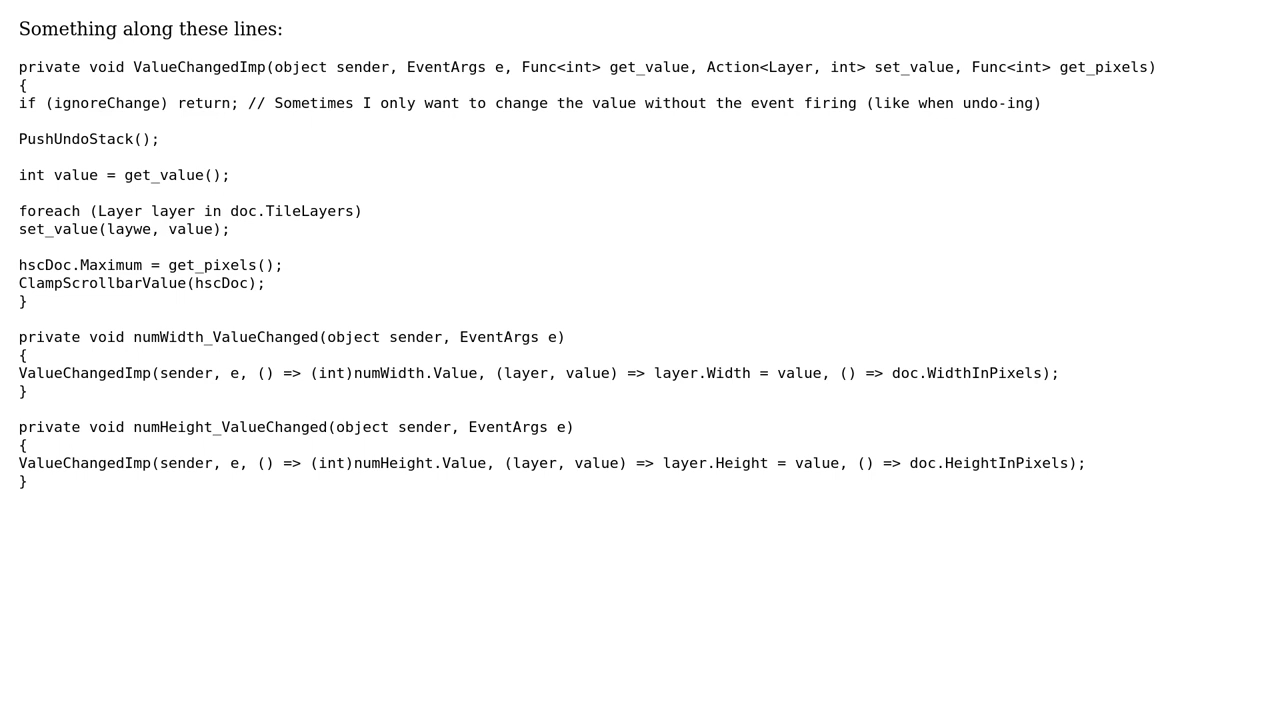 Something along these lines:
private void ValueChangedImp(object sender, EventArgs e, Func<int> get_value, Action<Layer, int> set_value, Func<int> get_pixels)
{
if (ignoreChange) return; // Sometimes I only want to change the value without the event firing (like when undo-ing)
PushUndoStack();
int value = get_value();
foreach (Layer layer in doc.TileLayers)
set_value(laywe, value);
hscDoc.Maximum = get_pixels();
ClampScrollbarValue(hscDoc);
}
private void numWidth_ValueChanged(object sender, EventArgs e)
{
ValueChangedImp(sender, e, () => (int)numWidth.Value, (layer, value) => layer.Width = value, () => doc.WidthInPixels);
}
private void numHeight_ValueChanged(object sender, EventArgs e)
{
ValueChangedImp(sender, e, () => (int)numHeight.Value, (layer, value) => layer.Height = value, () => doc.HeightInPixels);
}